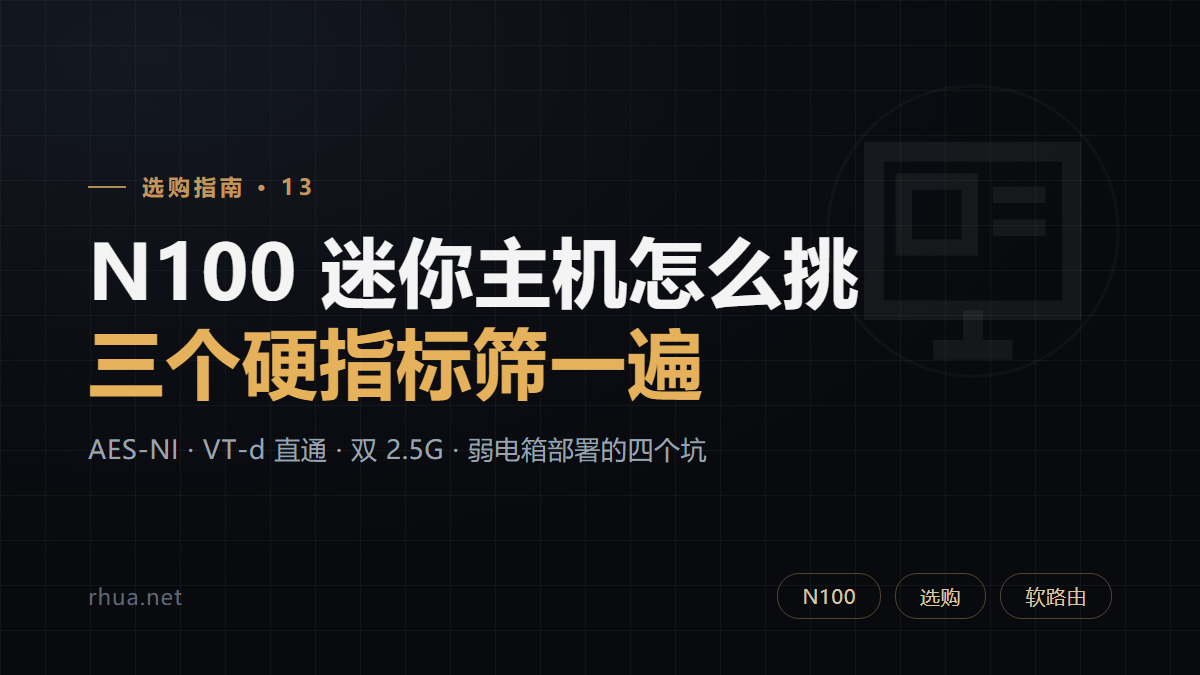 选购指南 · 13
N100 迷你主机怎么挑
三个硬指标筛一遍
AES-NI · VT-d 直通 · 双 2.5G · 弱电箱部署的四个坑
rhua.net
N100
选购
软路由